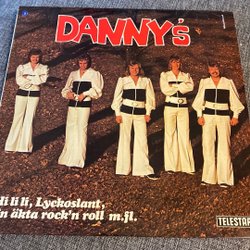 DANNY's
li li li, Lyckoslant,
n äkta rock'n roll m.fl.
TELESTAR